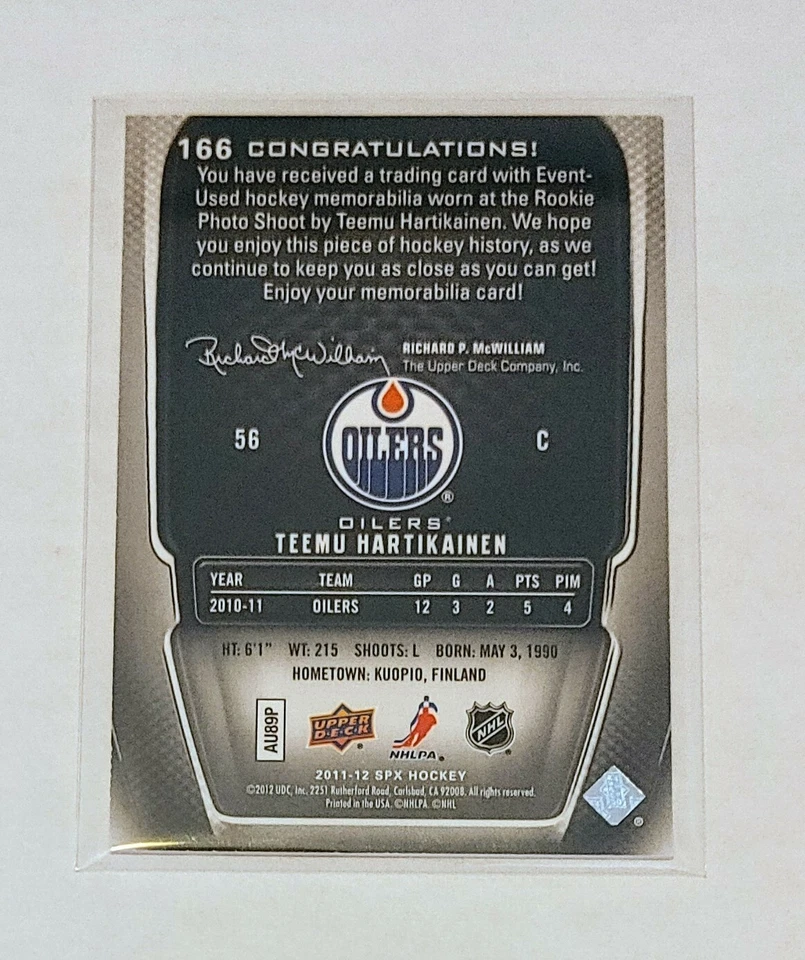 166 CONGRATULATIONS!
You have received a trading card with Event-
Used hockey memorabilia worn at the Rookie
Photo Shoot by Teemu Hartikainen. We hope
you enjoy this piece of hockey history, as we
continue to keep you as close as you can get!
Enjoy your memorabilia card!
Richard McWilliam
RICHARD P. McWILLIAM
The Upper Deck Company, Inc.
56
OILERS
®
C
OILERS®
TEEMU HARTIKAINEN
YEAR TEAM GP G A PTS PIM
2010-11 OILERS 12 3 2 5 4
HT: 6'1" WT: 215 SHOOTS: L BORN: MAY 3, 1990
HOMETOWN: KUOPIO, FINLAND
AU89P
UPPER
DECK
NHLPA®
NHL
2011-12 SPX HOCKEY
©2012 UDC, Inc. 2251 Rutherford Road, Carlsbad, CA 92008. All rights reserved.
Printed in the USA. ©NHLPA. ©NHL
®